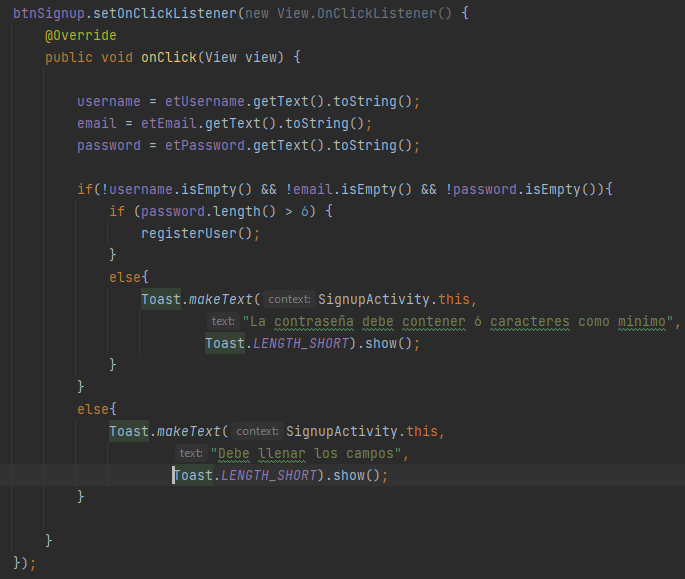 btnSignup.setOnClickListener(new View.OnClickListener() {
@Override
public void onClick(View view) {
username = etUsername.getText().toString();
email = etEmail.getText().toString();
password = etPassword.getText().toString();
if(!username.isEmpty() && !email.isEmpty() && !password.isEmpty()){
if (password.length() > 6) {
registerUser();
}
else{
Toast.makeText( context: SignupActivity.this,
text: "La contraseña debe contener 6 caracteres como minimo",
Toast.LENGTH_SHORT).show();
}
}
else{
Toast.makeText( context: SignupActivity.this,
text: "Debe llenar los campos",
Toast.LENGTH_SHORT).show();
}
}
});